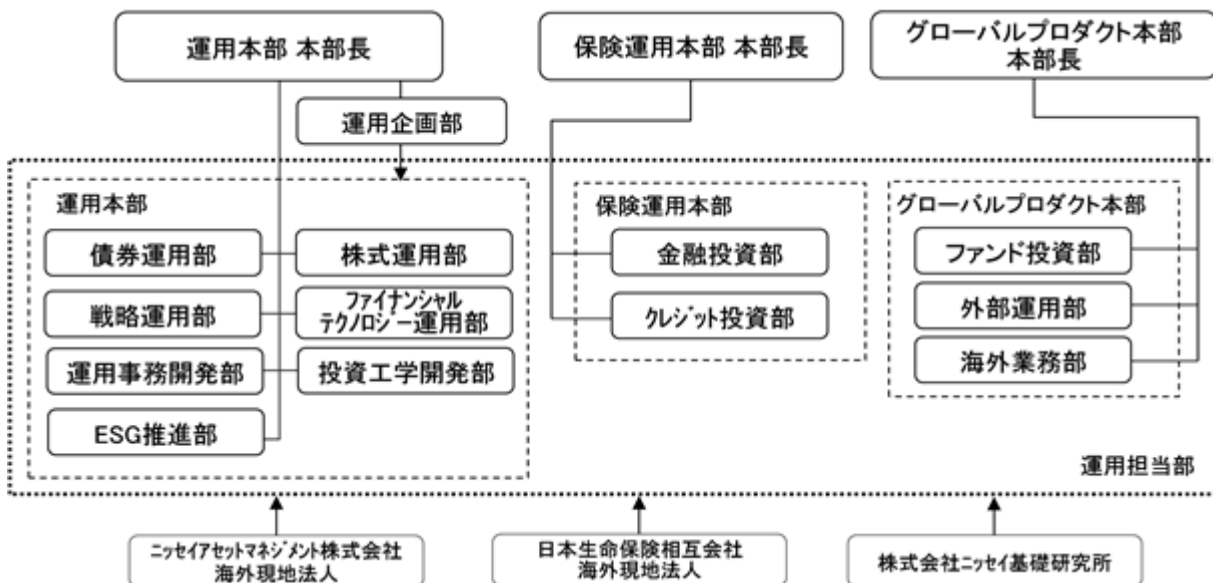 運用本部 本部長
保険運用本部 本部長
グローバルプロダクト本部
本部長
運用企画部
運用本部
債券運用部
株式運用部
戦略運用部
ファイナンシャル
テクノロジー運用部
運用事務開発部
投資工学開発部
ESG推進部
保険運用本部
金融投資部
クレジット投資部
グローバルプロダクト本部
ファンド投資部
外部運用部
海外業務部
運用担当部
ニッセイアセットマネジメント株式会社
海外現地法人
日本生命保険相互会社
海外現地法人
株式会社ニッセイ基礎研究所